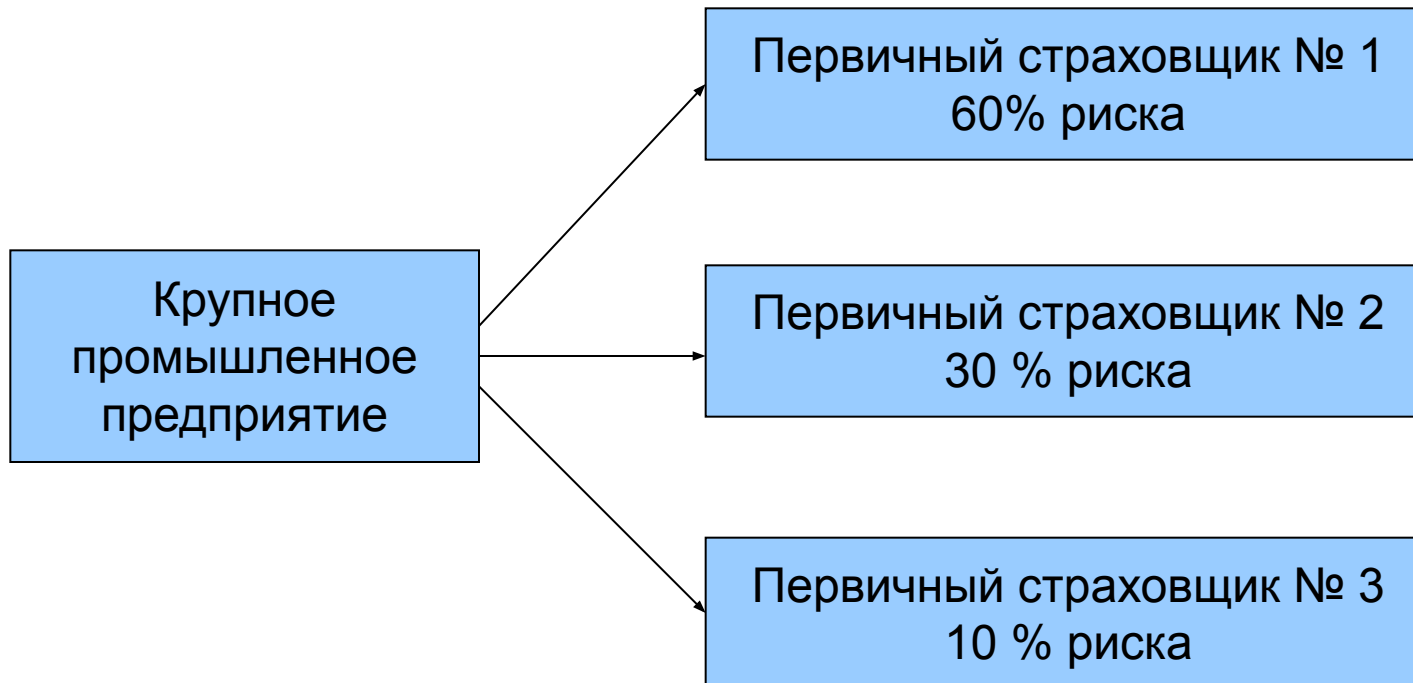 Первичный страховщик № 1
60% риска
Крупное
промышленное
предприятие
Первичный страховщик № 2
30 % риска
Первичный страховщик № 3
10 % риска